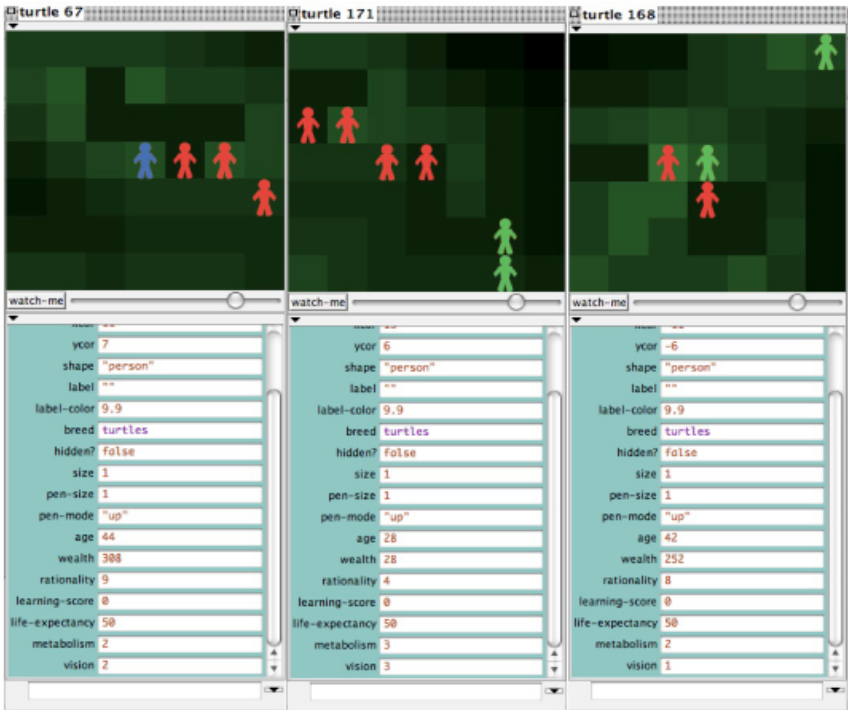 turtle 67
watch-me
ycor 7
shape "person"
label ""
label-color 9.9
breed turtles
hidden? false
size 1
pen-size 1
pen-mode "up"
age 44
wealth 308
rationality 9
learning-score 0
life-expectancy 50
metabolism 2
vision 2
turtle 171
watch-me
ycor 6
shape "person"
label ""
label-color 9.9
breed turtles
hidden? false
size 1
pen-size 1
pen-mode "up"
age 28
wealth 28
rationality 4
learning-score 0
life-expectancy 50
metabolism 3
vision 3
turtle 168
watch-me
ycor -6
shape "person"
label ""
label-color 9.9
breed turtles
hidden? false
size 1
pen-size 1
pen-mode "up"
age 42
wealth 252
rationality 8
learning-score 0
life-expectancy 50
metabolism 2
vision 1